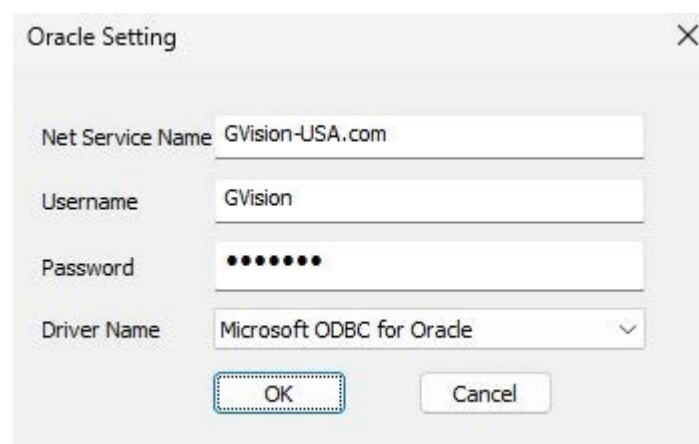 Oracle Setting
Net Service Name GVision-USA.com
Username GVision
Password •••••••
Driver Name Microsoft ODBC for Oracle
OK Cancel